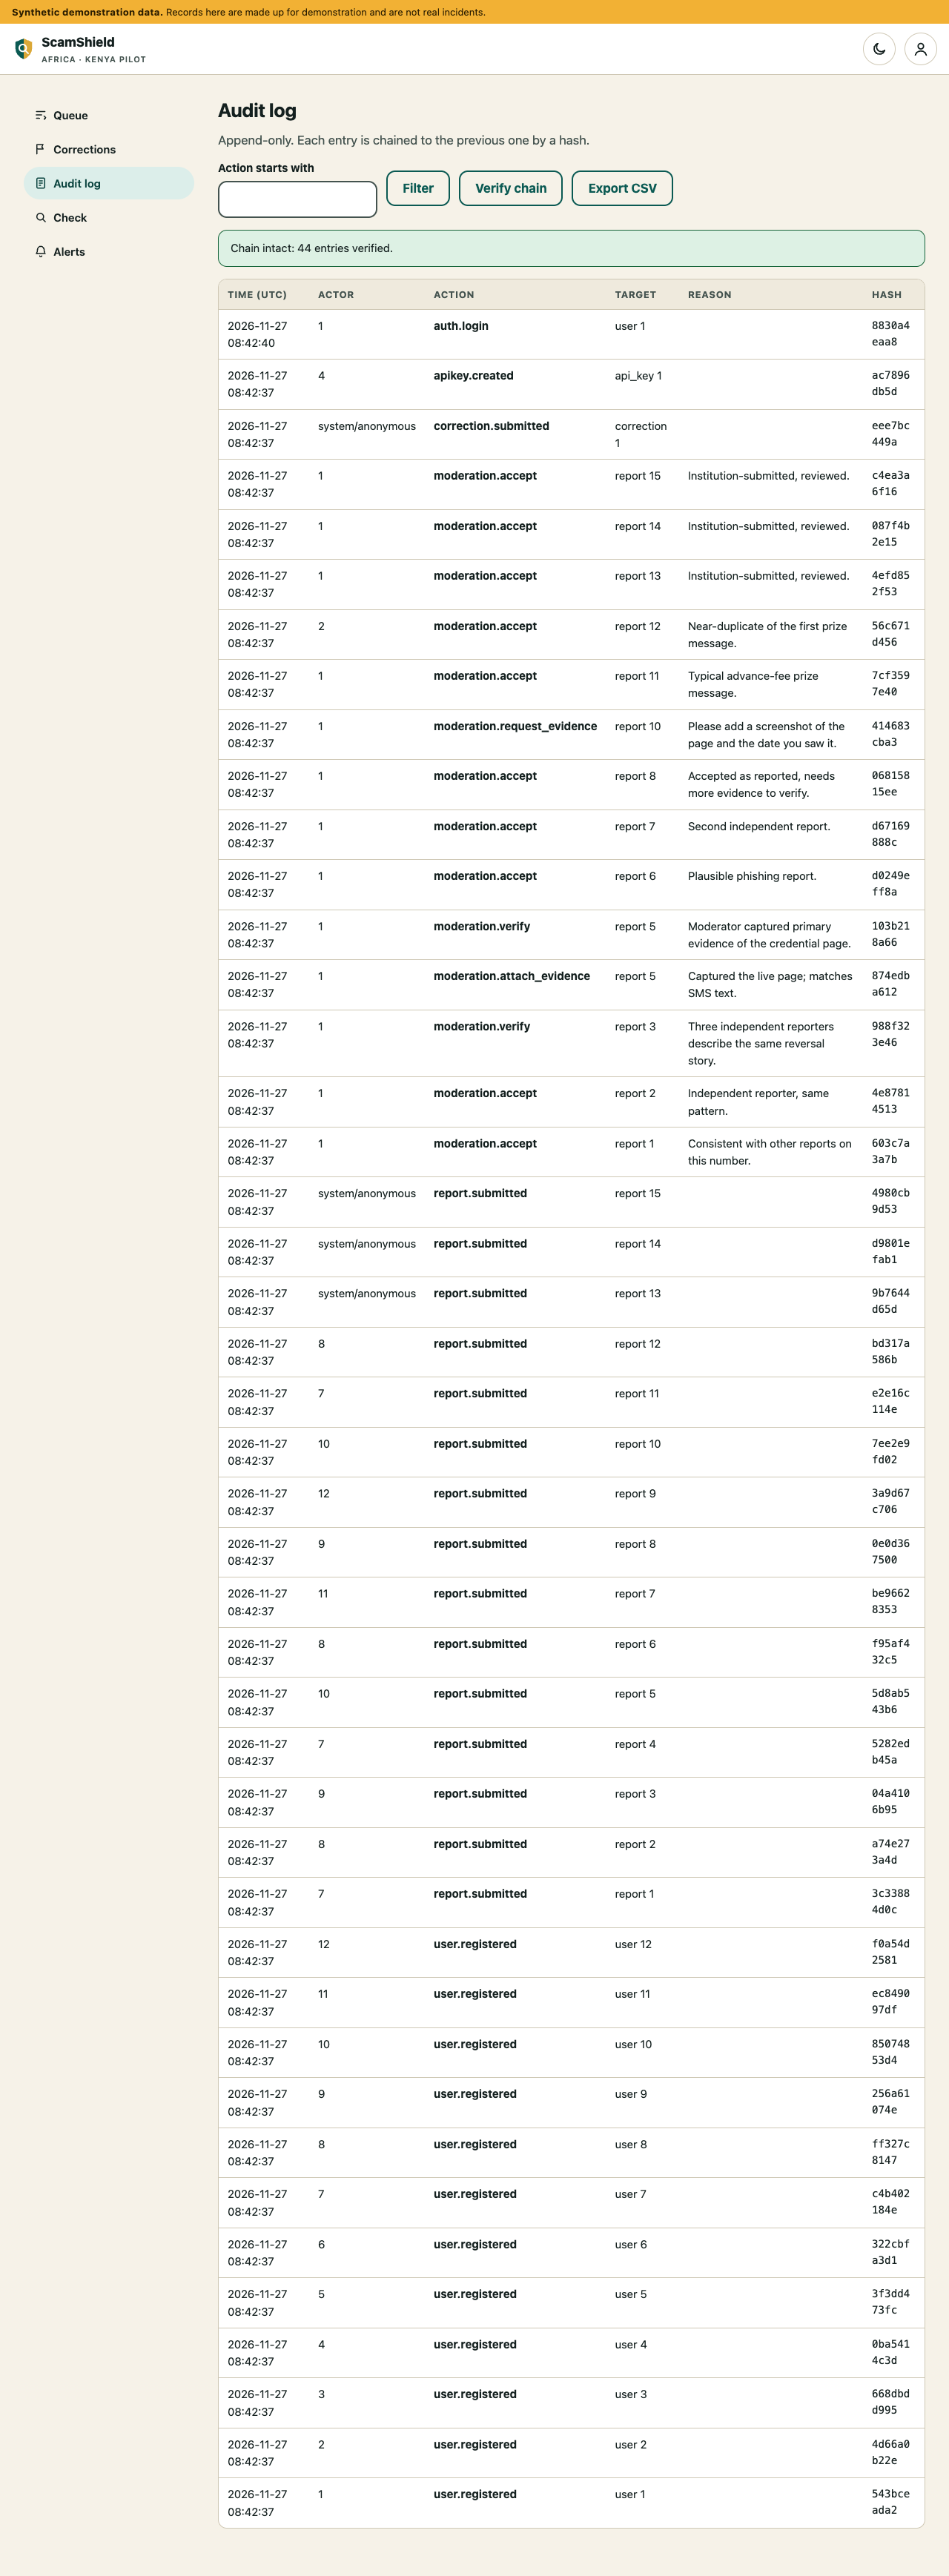 Synthetic demonstration data. Records here are made up for demonstration and are not real incidents.
ScamShield
AFRICA · KENYA PILOT
Queue
Corrections
Audit log
Check
Alerts
Audit log
Append-only. Each entry is chained to the previous one by a hash.
Action starts with
Filter Verify chain Export CSV
Chain intact: 44 entries verified.
TIME (UTC) ACTOR ACTION TARGET REASON HASH
2026-11-27 1 auth.login user 1 8830a4
08:42:40 eaa8
2026-11-27 4 apikey.created api_key 1 ac7896
08:42:37 db5d
2026-11-27 system/anonymous correction.submitted correction eee7bc
08:42:37 1 449a
2026-11-27 1 moderation.accept report 15 Institution-submitted, reviewed. c4ea3a
08:42:37 6f16
2026-11-27 1 moderation.accept report 14 Institution-submitted, reviewed. 087f4b
08:42:37 2e15
2026-11-27 1 moderation.accept report 13 Institution-submitted, reviewed. 4efd85
08:42:37 2f53
2026-11-27 2 moderation.accept report 12 Near-duplicate of the first prize 56c671
08:42:37 message. d456
2026-11-27 1 moderation.accept report 11 Typical advance-fee prize 7cf359
08:42:37 message. 7e40
2026-11-27 1 moderation.request_evidence report 10 Please add a screenshot of the 414683
08:42:37 page and the date you saw it. cba3
2026-11-27 1 moderation.accept report 8 Accepted as reported, needs 068158
08:42:37 more evidence to verify. 15ee
2026-11-27 1 moderation.accept report 7 Second independent report. d67169
08:42:37 888c
2026-11-27 1 moderation.accept report 6 Plausible phishing report. d0249e
08:42:37 ff8a
2026-11-27 1 moderation.verify report 5 Moderator captured primary 103b21
08:42:37 evidence of the credential page. 8a66
2026-11-27 1 moderation.attach_evidence report 5 Captured the live page; matches 874edb
08:42:37 SMS text. a612
2026-11-27 1 moderation.verify report 3 Three independent reporters 988f32
08:42:37 describe the same reversal 3e46
story.
2026-11-27 1 moderation.accept report 2 Independent reporter, same 4e8781
08:42:37 pattern. 4513
2026-11-27 1 moderation.accept report 1 Consistent with other reports on 603c7a
08:42:37 this number. 3a7b
2026-11-27 system/anonymous report.submitted report 15 4980cb
08:42:37 9d53
2026-11-27 system/anonymous report.submitted report 14 d9801e
08:42:37 fab1
2026-11-27 system/anonymous report.submitted report 13 9b7644
08:42:37 d65d
2026-11-27 8 report.submitted report 12 bd317a
08:42:37 586b
2026-11-27 7 report.submitted report 11 e2e16c
08:42:37 114e
2026-11-27 10 report.submitted report 10 7ee2e9
08:42:37 fd02
2026-11-27 12 report.submitted report 9 3a9d67
08:42:37 c706
2026-11-27 9 report.submitted report 8 0e0d36
08:42:37 7500
2026-11-27 11 report.submitted report 7 be9662
08:42:37 8353
2026-11-27 8 report.submitted report 6 f95af4
08:42:37 32c5
2026-11-27 10 report.submitted report 5 5d8ab5
08:42:37 43b6
2026-11-27 7 report.submitted report 4 5282ed
08:42:37 b45a
2026-11-27 9 report.submitted report 3 04a410
08:42:37 6b95
2026-11-27 8 report.submitted report 2 a74e27
08:42:37 3a4d
2026-11-27 7 report.submitted report 1 3c3388
08:42:37 4d0c
2026-11-27 12 user.registered user 12 f0a54d
08:42:37 2581
2026-11-27 11 user.registered user 11 ec8490
08:42:37 97df
2026-11-27 10 user.registered user 10 850748
08:42:37 53d4
2026-11-27 9 user.registered user 9 256a61
08:42:37 074e
2026-11-27 8 user.registered user 8 ff327c
08:42:37 8147
2026-11-27 7 user.registered user 7 c4b402
08:42:37 184e
2026-11-27 6 user.registered user 6 322cbf
08:42:37 a3d1
2026-11-27 5 user.registered user 5 3f3dd4
08:42:37 73fc
2026-11-27 4 user.registered user 4 0ba541
08:42:37 4c3d
2026-11-27 3 user.registered user 3 668dbd
08:42:37 d995
2026-11-27 2 user.registered user 2 4d66a0
08:42:37 b22e
2026-11-27 1 user.registered user 1 543bce
08:42:37 ada2